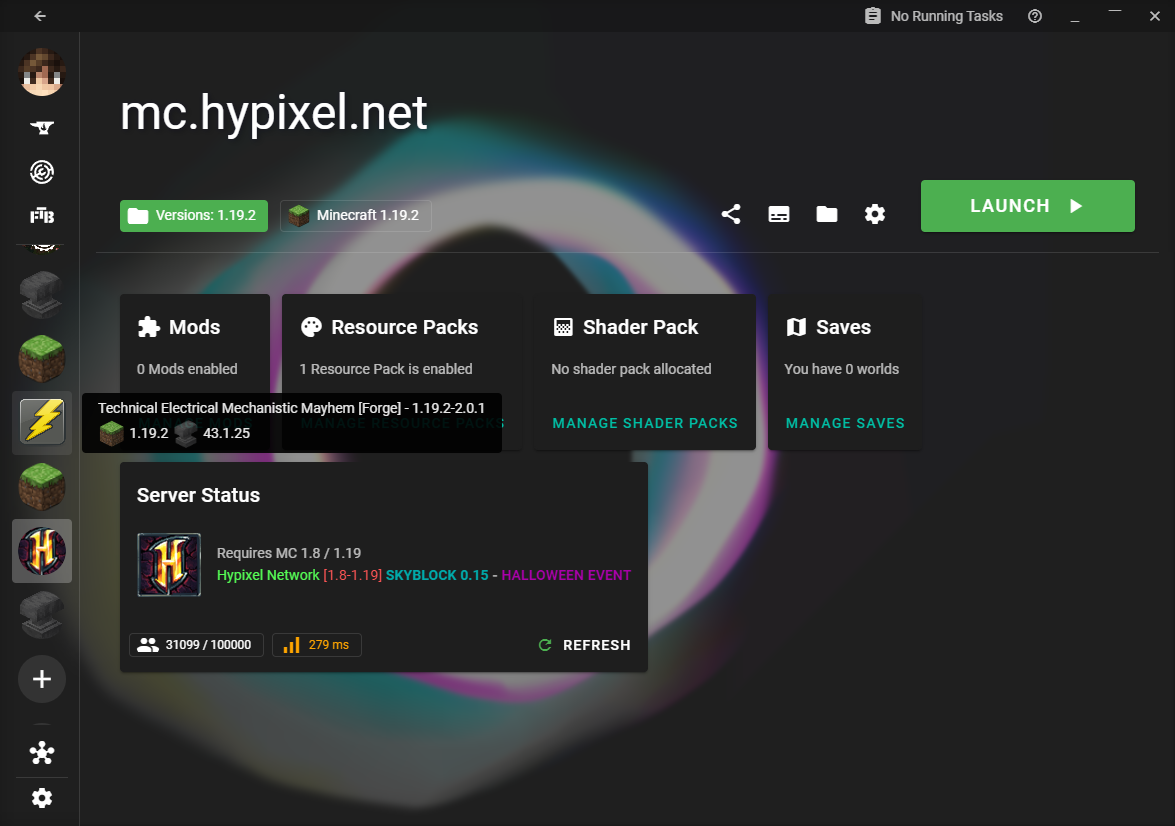 No Running Tasks
mc.hypixel.net
FTB
Versions: 1.19.2
Minecraft 1.19.2
LAUNCH
Mods
0 Mods enabled
Resource Packs
1 Resource Pack is enabled
MANAGE RESOURCE PACKS
Shader Pack
No shader pack allocated
MANAGE SHADER PACKS
Saves
You have 0 worlds
MANAGE SAVES
Technical Electrical Mechanistic Mayhem [Forge] - 1.19.2-2.0.1
1.19.2 43.1.25
Server Status
H
Requires MC 1.8 / 1.19
Hypixel Network [1.8-1.19] SKYBLOCK 0.15 - HALLOWEEN EVENT
31099 / 100000
279 ms
REFRESH